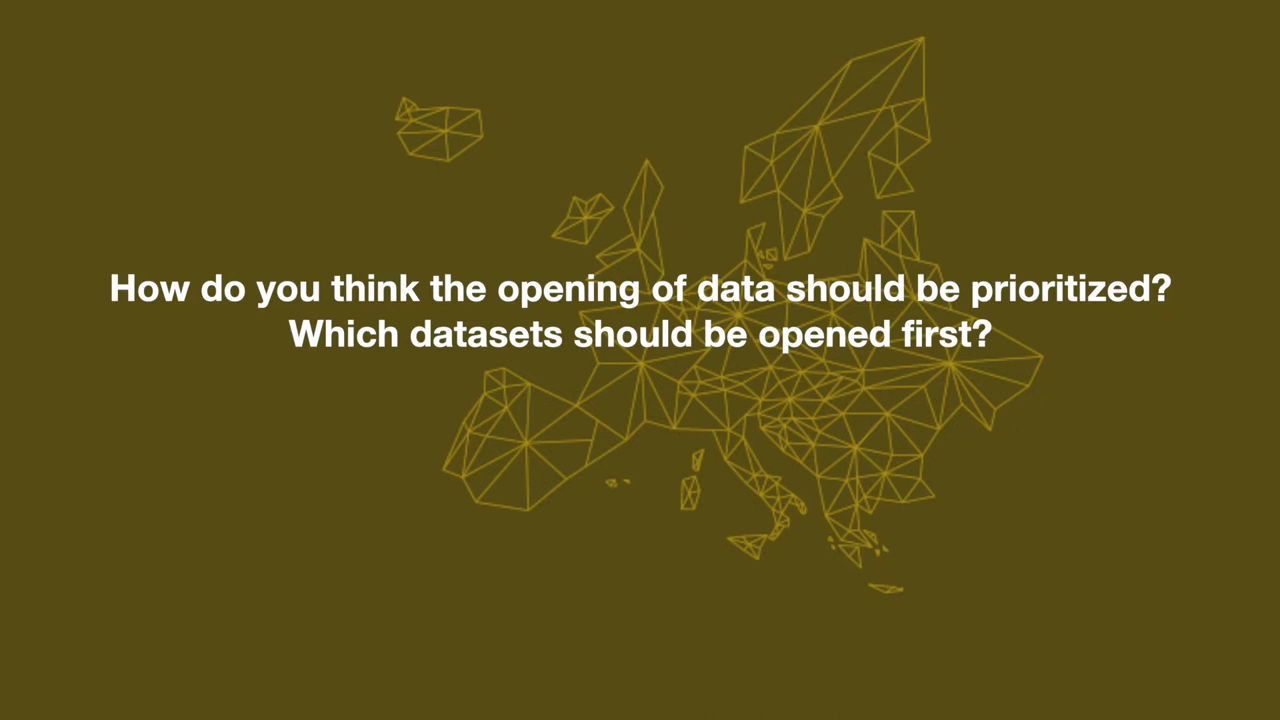 How do you think the opening of data should be prioritized?
Which datasets should be opened first?